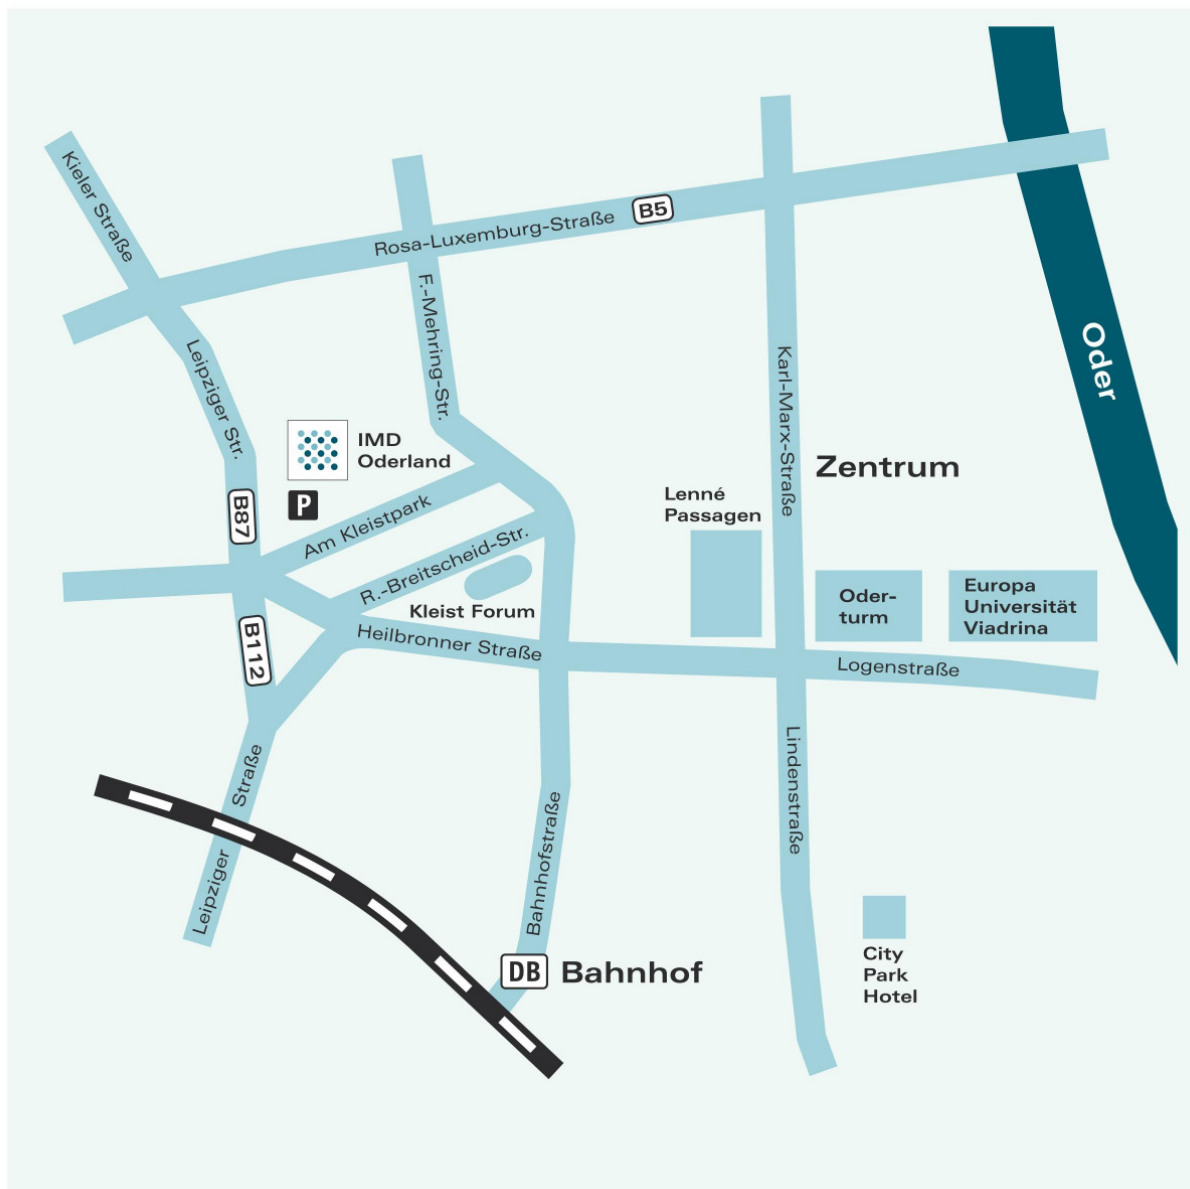 Kieler Straße
Rosa-Luxemburg-Straße
B5
F.-Mehring-Str.
Leipziger Str.
Oder
Karl-Marx-Straße
IMD
Oderland
Zentrum
B87
P
Am Kleistpark
Lenné
Passagen
R.-Breitscheid-Str.
Kleist Forum
Oder-
turm
Europa
Universität
Viadrina
B112
Heilbronner Straße
Logenstraße
Leipziger Straße
Lindenstraße
Bahnhofstraße
DB Bahnhof
City
Park
Hotel